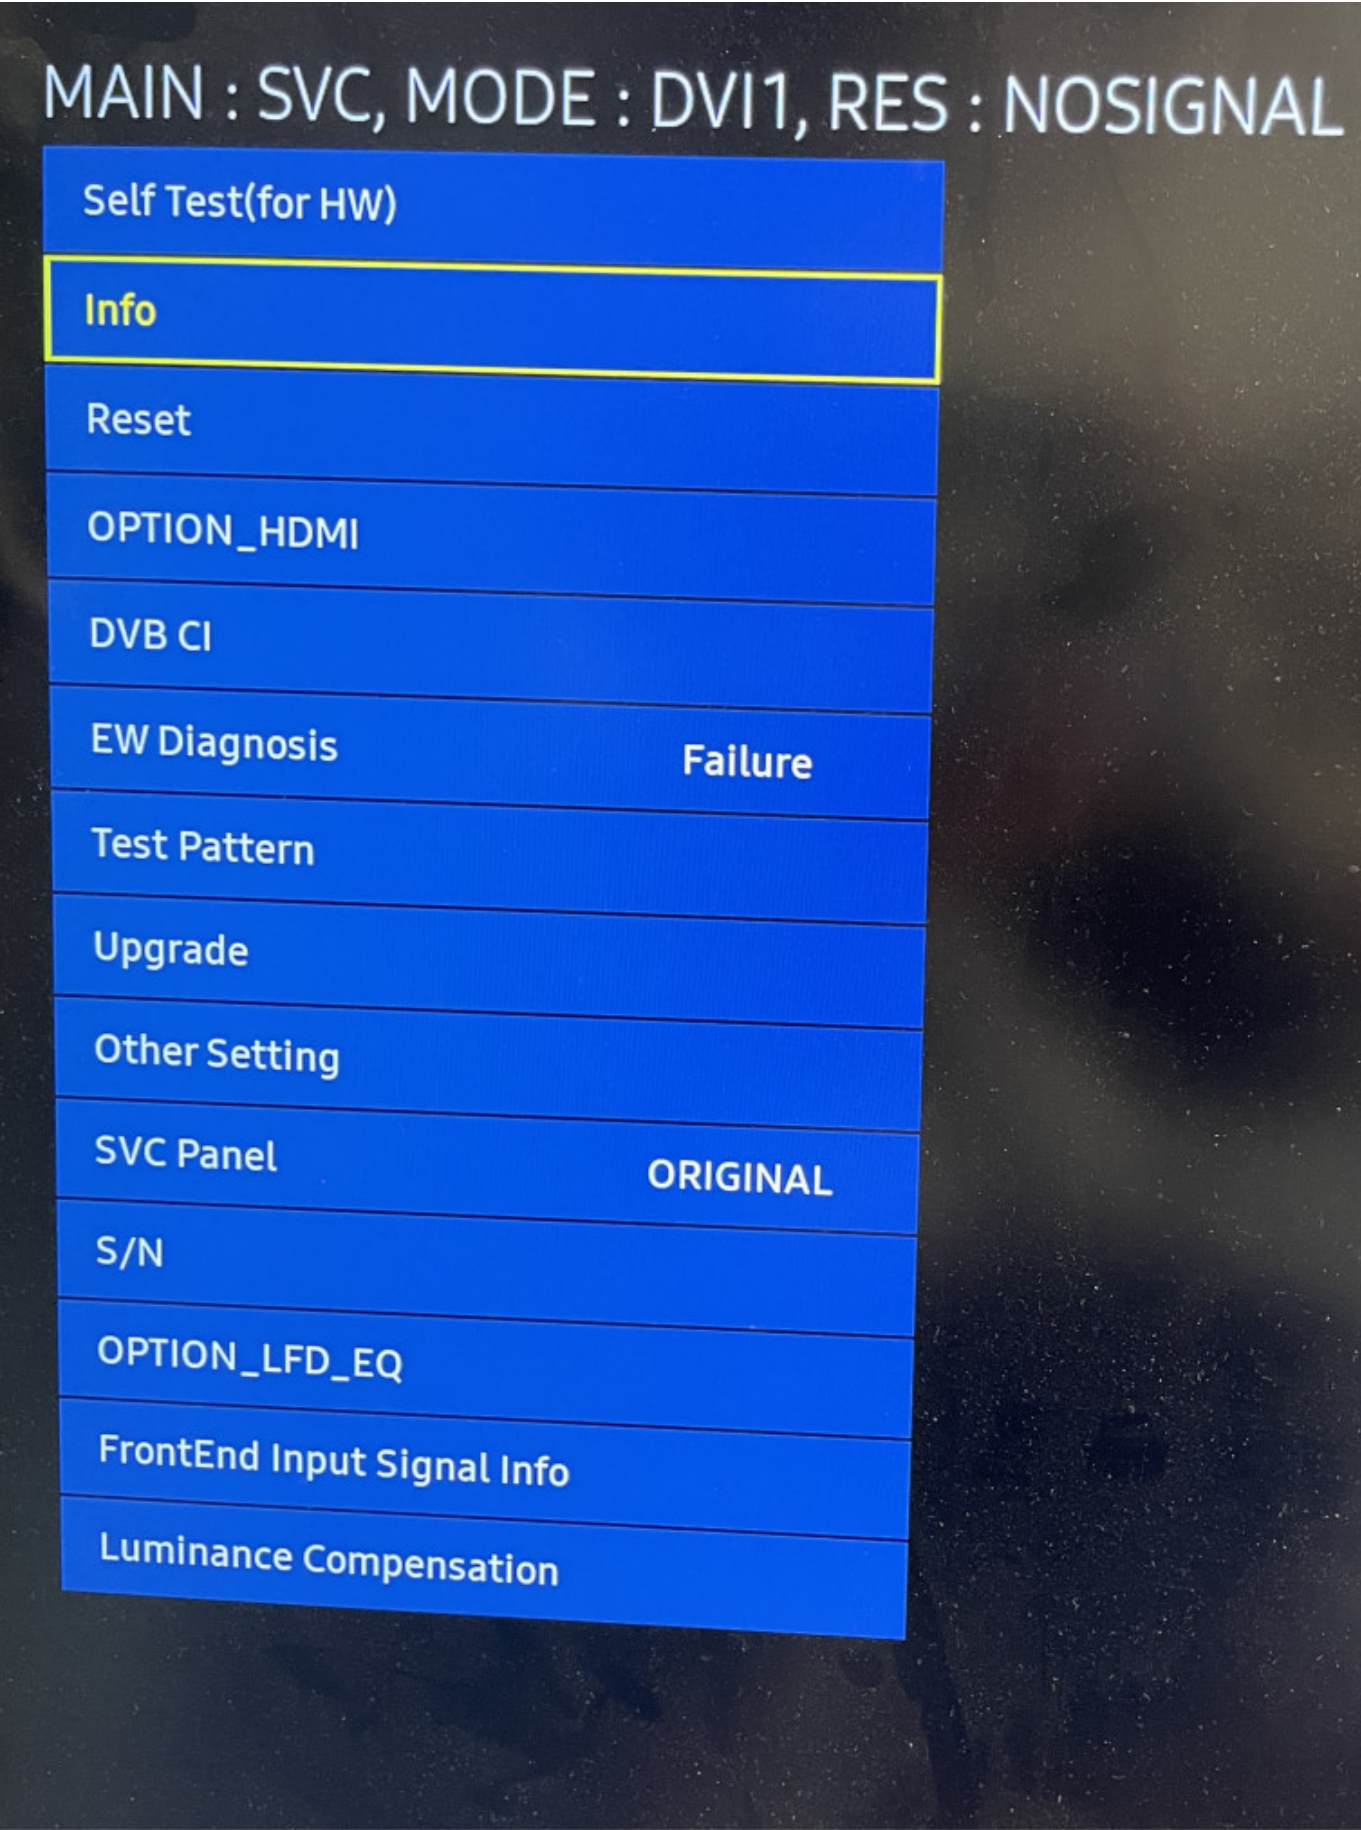 MAIN : SVC, MODE : DVI1, RES : NOSIGNAL
Self Test(for HW)
Info
Reset
OPTION_HDMI
DVB CI
EW Diagnosis Failure
Test Pattern
Upgrade
Other Setting
SVC Panel ORIGINAL
S/N
OPTION_LFD_EQ
FrontEnd Input Signal Info
Luminance Compensation